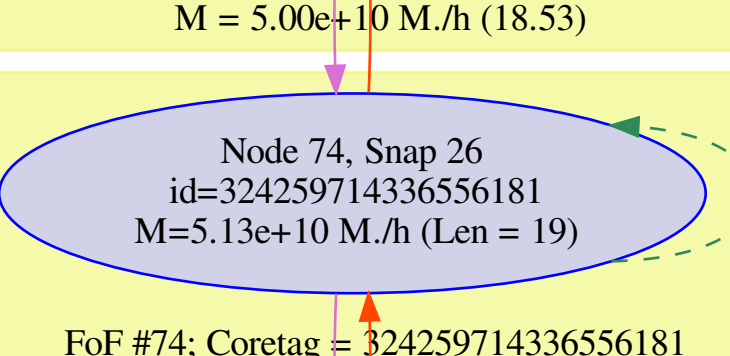 M = 5.00e+10 M./h (18.53)
Node 74, Snap 26
id=324259714336556181
M=5.13e+10 M./h (Len = 19)
FoF #74; Coretag = 324259714336556181